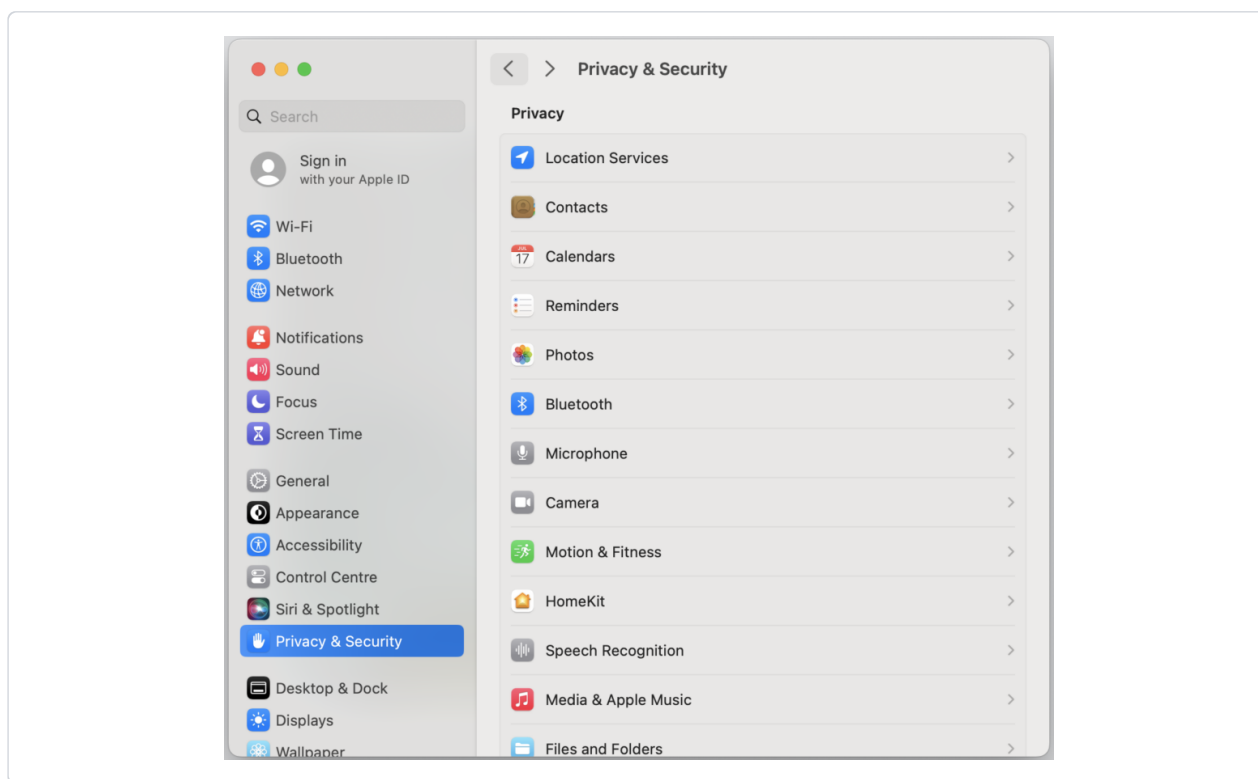 Privacy & Security
Search
Sign in
with your Apple ID
Wi-Fi
Bluetooth
Network
Notifications
Sound
Focus
Screen Time
General
Appearance
Accessibility
Control Centre
Siri & Spotlight
Privacy & Security
Desktop & Dock
Displays
Wallpaper
Privacy
Location Services
Contacts
JUL
17
Calendars
Reminders
Photos
Bluetooth
Microphone
Camera
Motion & Fitness
HomeKit
Speech Recognition
Media & Apple Music
Files and Folders